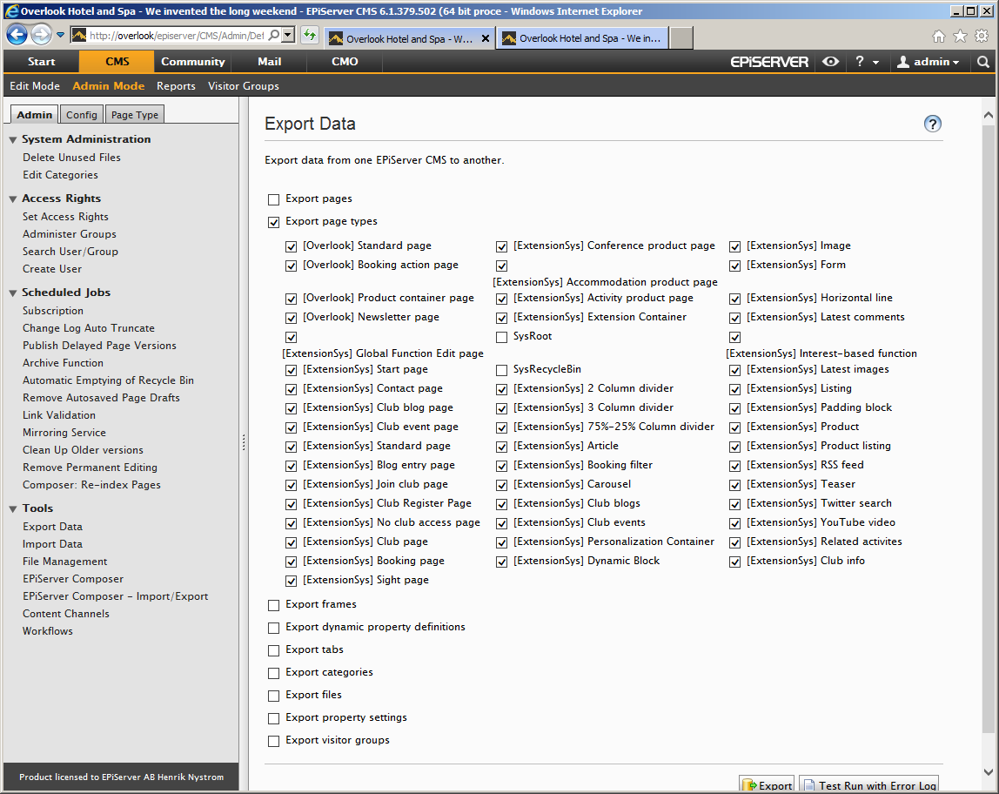 Overlook Hotel and Spa - We invented the long weekend - EPiServer CMS 6.1.379.502 (64 bit proce - Windows Internet Explorer
http://overlook/episerver/CMS/Admin/Def
Overlook Hotel and Spa - W...
Overlook Hotel and Spa - We in...
Start CMS Community Mail CMO
EPiSERVER ? admin
Edit Mode Admin Mode Reports Visitor Groups
Admin Config Page Type
System Administration
Delete Unused Files
Edit Categories
Access Rights
Set Access Rights
Administer Groups
Search User/Group
Create User
Scheduled Jobs
Subscription
Change Log Auto Truncate
Publish Delayed Page Versions
Archive Function
Automatic Emptying of Recycle Bin
Remove Autosaved Page Drafts
Link Validation
Mirroring Service
Clean Up Older versions
Remove Permanent Editing
Composer: Re-index Pages
Tools
Export Data
Import Data
File Management
EPiServer Composer
EPiServer Composer - Import/Export
Content Channels
Workflows
Product licensed to EPiServer AB Henrik Nystrom
Export Data
?
Export data from one EPiServer CMS to another.
Export pages
Export page types
[Overlook] Standard page [ExtensionSys] Conference product page [ExtensionSys] Image
[Overlook] Booking action page [ExtensionSys] Form
[ExtensionSys] Accommodation product page
[Overlook] Product container page [ExtensionSys] Activity product page [ExtensionSys] Horizontal line
[Overlook] Newsletter page [ExtensionSys] Extension Container [ExtensionSys] Latest comments
SysRoot
[ExtensionSys] Global Function Edit page [ExtensionSys] Interest-based function
[ExtensionSys] Start page SysRecycleBin [ExtensionSys] Latest images
[ExtensionSys] Contact page [ExtensionSys] 2 Column divider [ExtensionSys] Listing
[ExtensionSys] Club blog page [ExtensionSys] 3 Column divider [ExtensionSys] Padding block
[ExtensionSys] Club event page [ExtensionSys] 75%-25% Column divider [ExtensionSys] Product
[ExtensionSys] Standard page [ExtensionSys] Article [ExtensionSys] Product listing
[ExtensionSys] Blog entry page [ExtensionSys] Booking filter [ExtensionSys] RSS feed
[ExtensionSys] Join club page [ExtensionSys] Carousel [ExtensionSys] Teaser
[ExtensionSys] Club Register Page [ExtensionSys] Club blogs [ExtensionSys] Twitter search
[ExtensionSys] No club access page [ExtensionSys] Club events [ExtensionSys] YouTube video
[ExtensionSys] Club page [ExtensionSys] Personalization Container [ExtensionSys] Related activites
[ExtensionSys] Booking page [ExtensionSys] Dynamic Block [ExtensionSys] Club info
[ExtensionSys] Sight page
Export frames
Export dynamic property definitions
Export tabs
Export categories
Export files
Export property settings
Export visitor groups
Export Test Run with Error Log